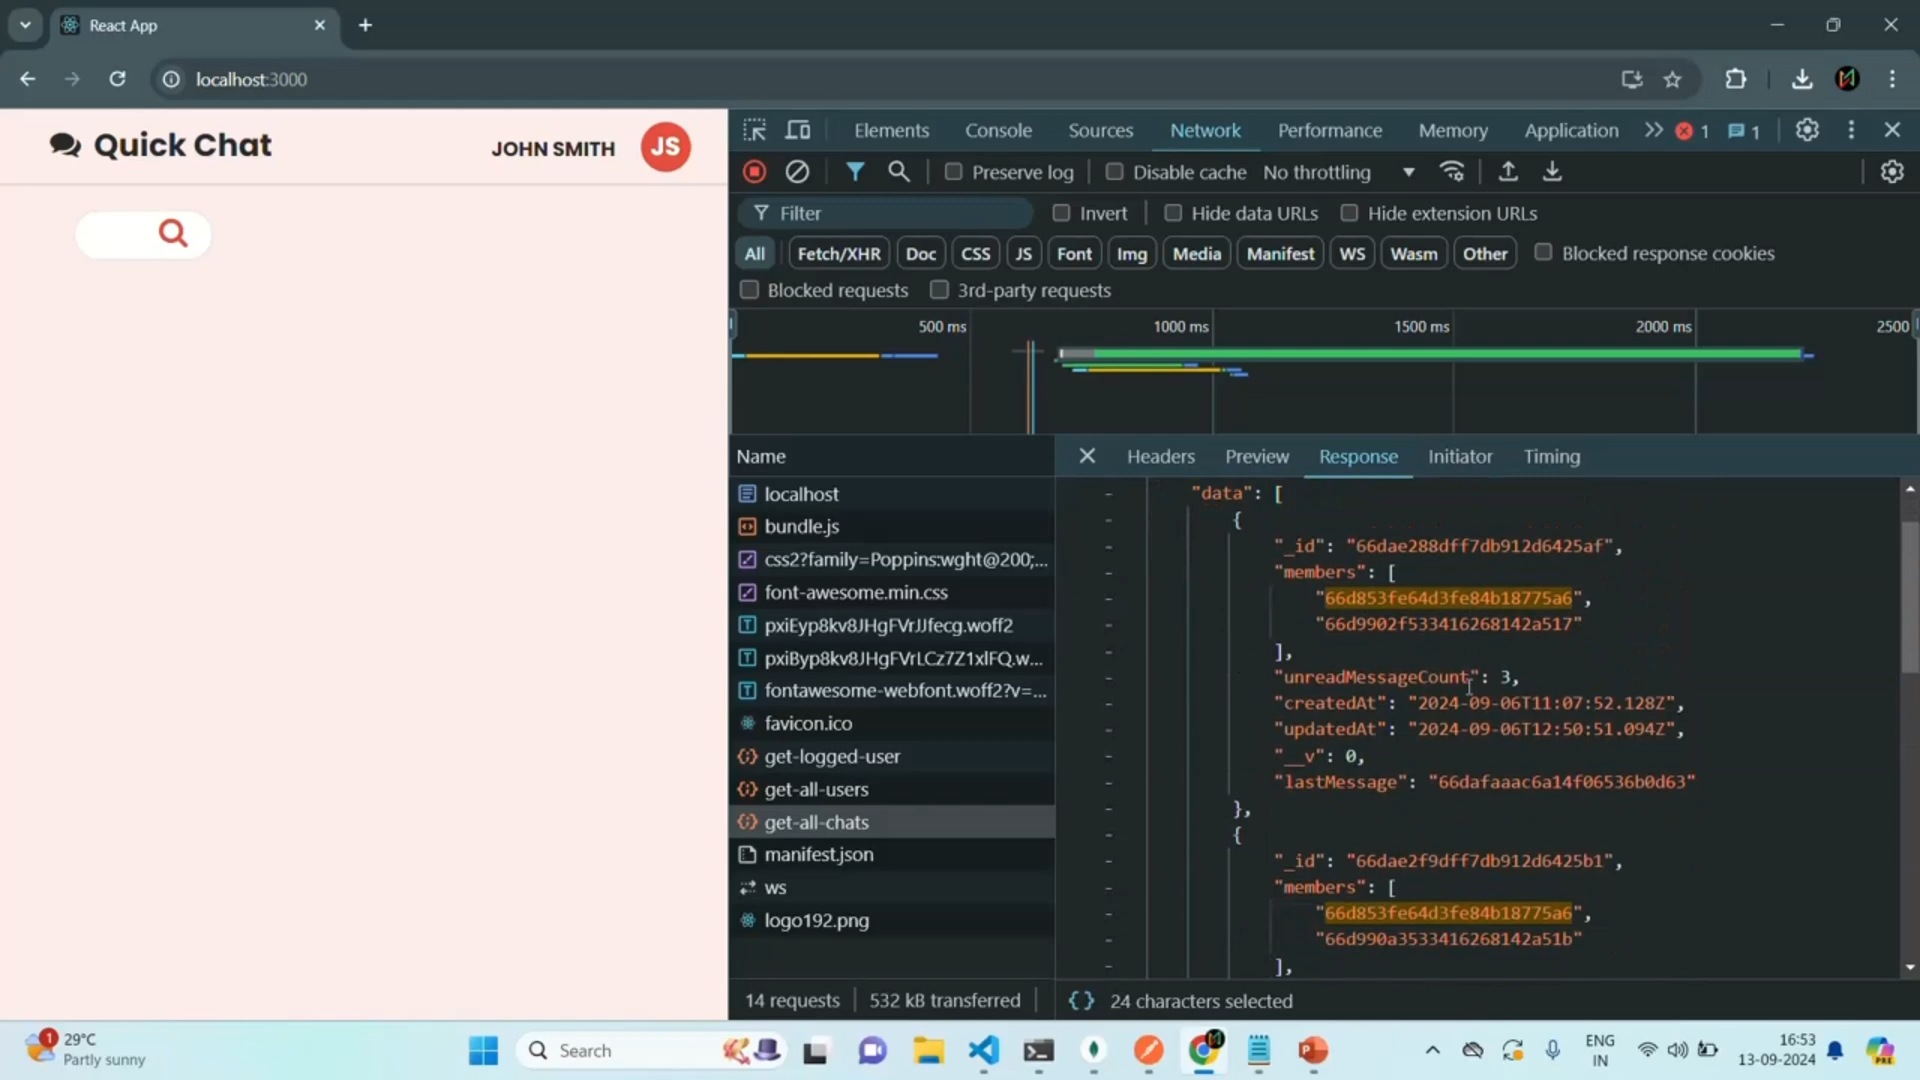 React App
localhost:3000
Quick Chat
JOHN SMITH
JS
Elements Console Sources Network Performance Memory Application 1 1
Preserve log Disable cache No throttling
Filter Invert Hide data URLs Hide extension URLs
All Fetch/XHR Doc CSS JS Font Img Media Manifest WS Wasm Other Blocked response cookies
Blocked requests 3rd-party requests
500 ms 1000 ms 1500 ms 2000 ms 2500
Name
Headers Preview Response Initiator Timing
localhost
bundle.js
css2?family=Poppins:wght@200;...
font-awesome.min.css
pxiEyp8kv8JHgFVrJJfecg.woff2
pxiByp8kv8JHgFVrLCz7Z1xlFQ.w...
fontawesome-webfont.woff2?v=...
favicon.ico
get-logged-user
get-all-users
get-all-chats
manifest.json
ws
logo192.png
"data": [
{
"_id": "66dae288dff7db912d6425af",
"members": [
"66d853fe64d3fe84b18775a6",
"66d9902f533416268142a517"
],
"unreadMessageCount": 3,
"createdAt": "2024-09-06T11:07:52.128Z",
"updatedAt": "2024-09-06T12:50:51.094Z",
"__v": 0,
"lastMessage": "66dafaaac6a14f06536b0d63"
},
{
"_id": "66dae2f9dff7db912d6425b1",
"members": [
"66d853fe64d3fe84b18775a6",
"66d990a3533416268142a51b"
],
14 requests 532 kB transferred
{} 24 characters selected
1
29°C
Partly sunny
Search
ENG
IN
16:53
13-09-2024
PRE